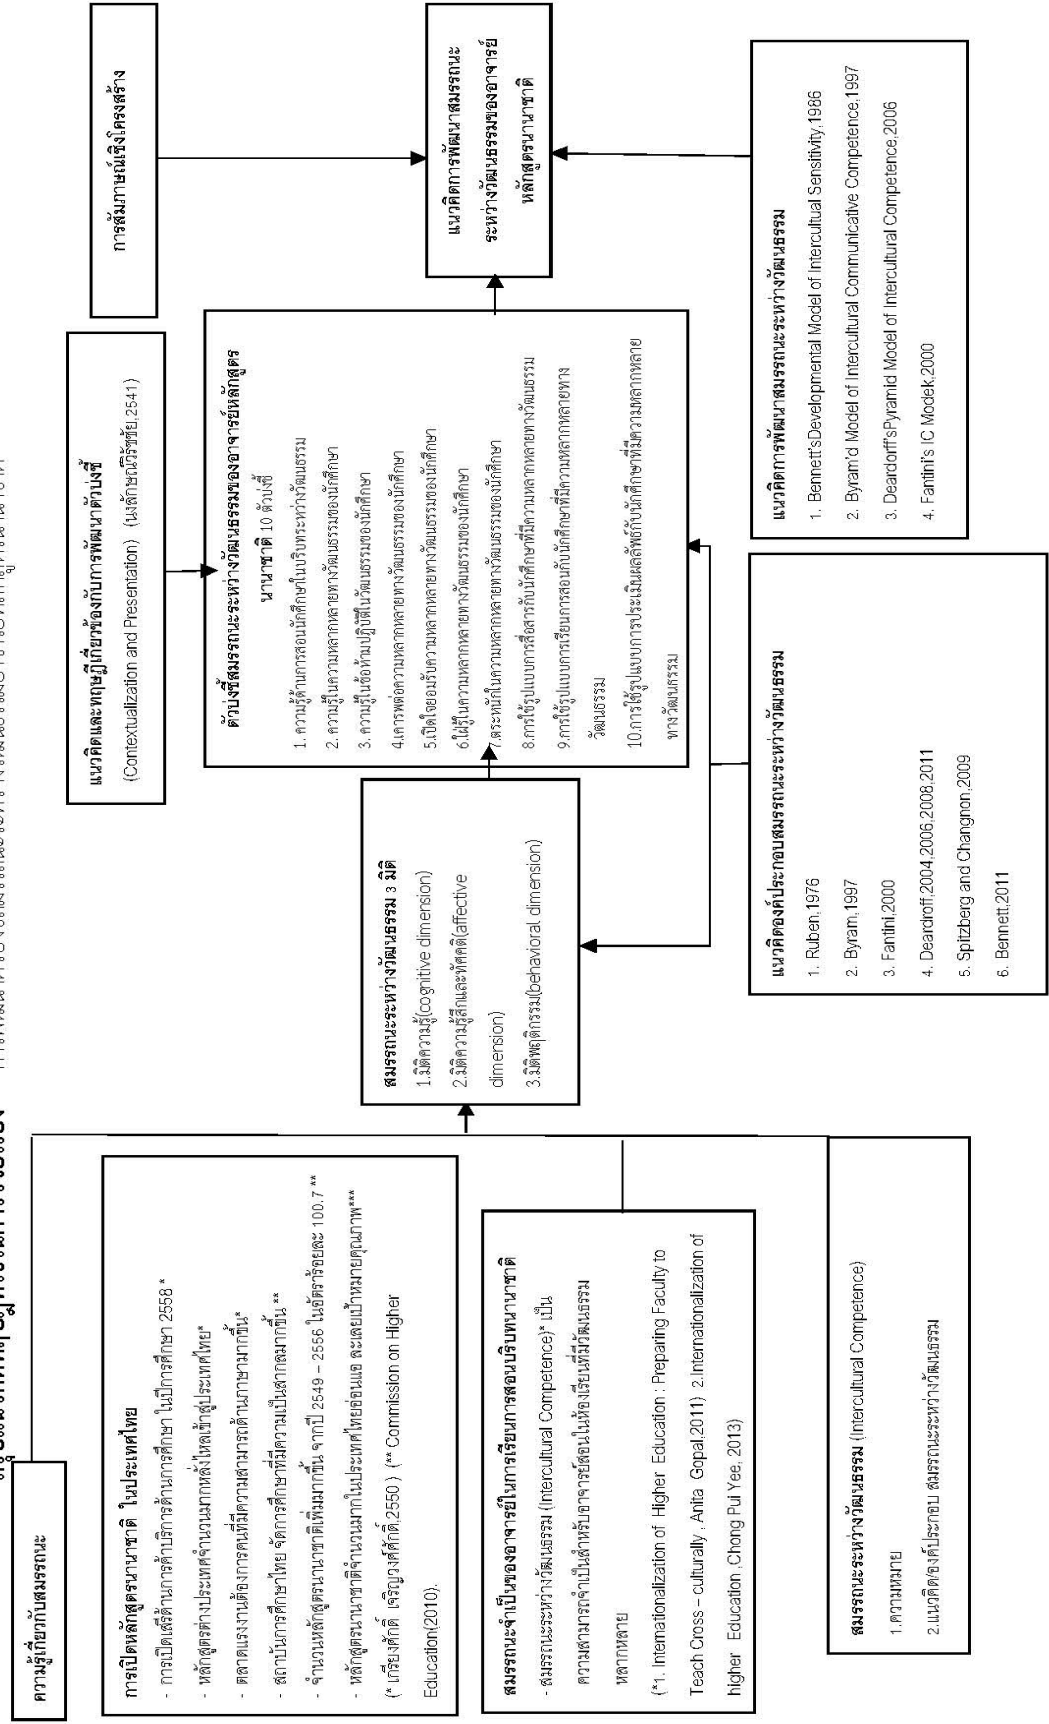 ความรู้เกี่ยวกับสมรรถนะ
การเปิดหลักสูตรนานาชาติ ในประเทศไทย
- การเปิดเสรีด้านการค้าบริการด้านการศึกษา ในปีการศึกษา 2558 *
- หลักสูตรต่างประเทศจำนวนมากหลั่งไหลเข้าสู่ประเทศไทย*
- ตลาดแรงงานต้องการคนที่มีความสามารถด้านภาษามากขึ้น*
- สถาบันการศึกษาไทย จัดการศึกษาที่มีความเป็นสากลมากขึ้น **
- จำนวนหลักสูตรนานาชาติเพิ่มมากขึ้น จากปี 2549 – 2556 ในอัตราร้อยละ 100.7 **
- หลักสูตรนานาชาติจำนวนมากในประเทศไทยอ่อนแอ ละเลยเป้าหมายคุณภาพ***
(* เกรียงศักดิ์ เจริญวงศ์ศักดิ์,2550 ) (** Commission on Higher
Education(2010).
สมรรถนะจำเป็นของอาจารย์ในการเรียนการสอนบริบทนานาชาติ
- สมรรถนะระหว่างวัฒนธรรม (Intercultural Competence)* เป็น
ความสามารถจำเป็นสำหรับอาจารย์สอนในห้องเรียนที่มีวัฒนธรรม
หลากหลาย
(*1. Internationalization of Higher Education : Preparing Faculty to
Teach Cross – culturally , Anita Gopal,2011) 2.Internationalization of
higher Education ,Chong Pui Yee, 2013)
สมรรถนะระหว่างวัฒนธรรม (Intercultural Competence)
1.ความหมาย
2.แนวคิด/องค์ประกอบ สมรรถนะระหว่างวัฒนธรรม
สมรรถนะระหว่างวัฒนธรรม 3 มิติ
1.มิติความรู้(cognitive dimension)
2.มิติความรู้สึกและทัศคติ(affective
dimension)
3.มิติพฤติกรรม(behavioral dimension)
แนวคิดและทฤษฎีเกี่ยวข้องกับการพัฒนาตัวบ่งชี้
(Contextualization and Presentation) (นงลักษณ์วิรัชชัย,2541)
ตัวบ่งชี้สมรรถนะระหว่างวัฒนธรรมของอาจารย์หลักสูตร
นานาชาติ 10 ตัวบ่งชี้
1. ความรู้ด้านการสอนนักศึกษาในบริบทระหว่างวัฒนธรรม
2. ความรู้ในความหลากหลายทางวัฒนธรรมของนักศึกษา
3. ความรู้ในข้อห้ามปฏิบัติในวัฒนธรรมของนักศึกษา
4.เคารพต่อความหลากหลายทางวัฒนธรรมของนักศึกษา
5.เปิดใจยอมรับความหลากหลายทางวัฒนธรรมของนักศึกษา
6.ใฝ่รู้ในความหลากหลายทางวัฒนธรรมของนักศึกษา
7.ตระหนักในความหลากหลายทางวัฒนธรรมของนักศึกษา
8.การใช้รูปแบบการสื่อสารกับนักศึกษาที่มีความหลากหลายทางวัฒนธรรม
9.การใช้รูปแบบการเรียนการสอนกับนักศึกษาที่มีความหลากหลายทาง
วัฒนธรรม
10.การใช้รูปแบบการประเมินผลลัพธ์กับนักศึกษาที่มีความหลากหลาย
ทางวัฒนธรรม
แนวคิดองค์ประกอบสมรรถนะระหว่างวัฒนธรรม
1. Ruben,1976
2. Byram,1997
3. Fantini,2000
4. Deardroff,2004,2006,2008,2011
5. Spitzberg and Changnon,2009
6. Bennett,2011
การสัมภาษณ์เชิงโครงสร้าง
แนวคิดการพัฒนาสมรรถนะ
ระหว่างวัฒนธรรมของอาจารย์
หลักสูตรนานาชาติ
แนวคิดการพัฒนาสมรรถนะระหว่างวัฒนธรรม
1. Bennett'sDevelopmental Model of Intercultual Sensitivity,1986
2. Byram'd Model of Intercultural Communicative Competence,1997
3. Deardorff'sPyramid Model of Intercultural Competence,2006
4. Fantini's IC Modek,2000